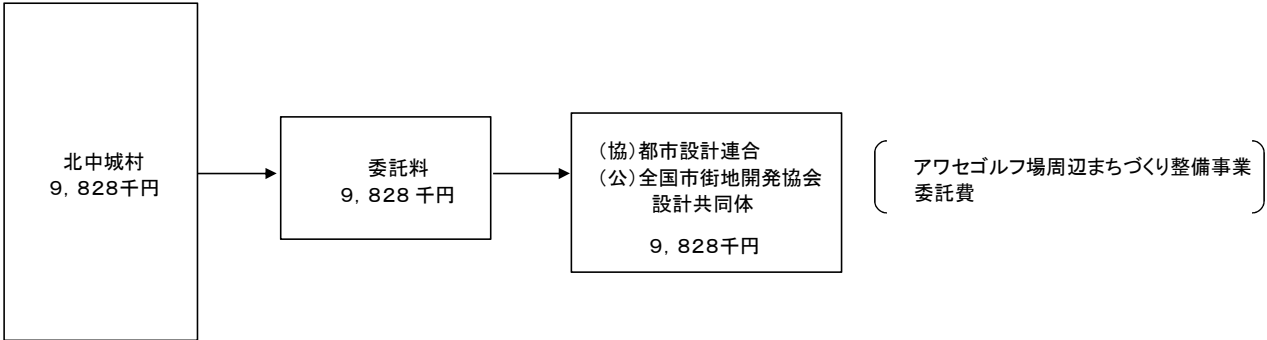 北中城村
9,828千円
委託料
9,828千円
(協)都市設計連合
(公)全国市街地開発協会
設計共同体
9,828千円
アワセゴルフ場周辺まちづくり整備事業
委託費